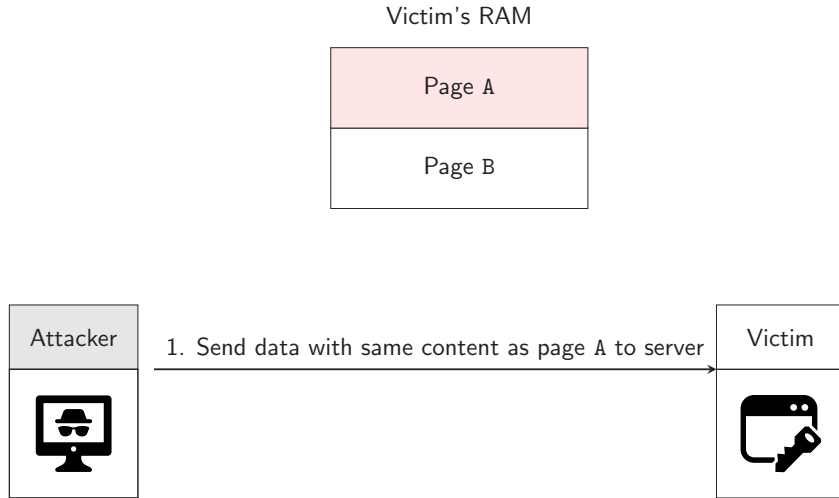 Victim's RAM
Page A
Page B
Attacker
1. Send data with same content as page A to server
Victim